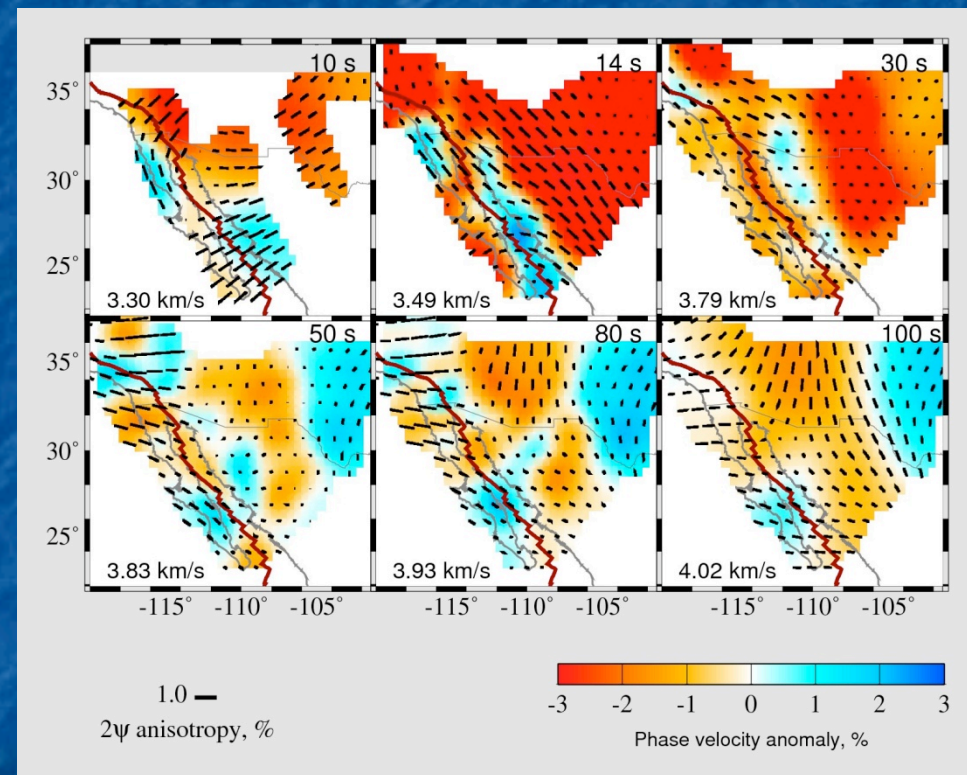 10 s
14 s
30 s
35°
30°
25°
3.30 km/s
3.49 km/s
3.79 km/s
50 s
80 s
100 s
35°
30°
25°
3.83 km/s
3.93 km/s
4.02 km/s
-115° -110° -105°
-115° -110° -105°
-115° -110° -105°
1.0
2ψ anisotropy, %
-3 -2 -1 0 1 2 3
Phase velocity anomaly, %